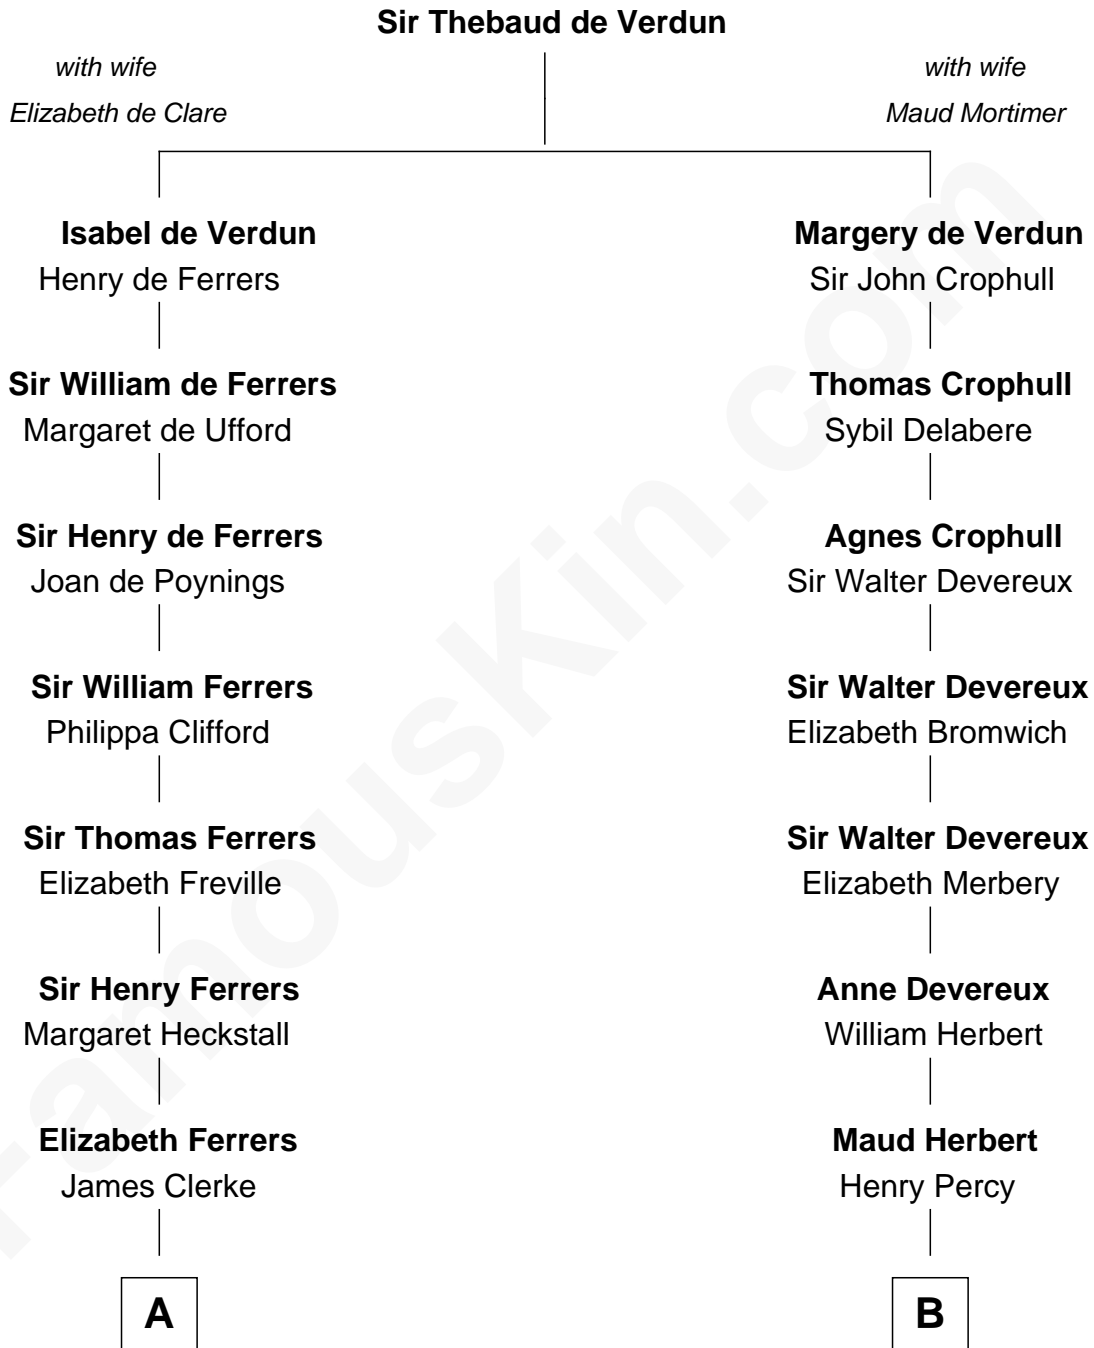 Sir Thebaud de Verdun
with wife
Elizabeth de Clare
with wife
Maud Mortimer
Isabel de Verdun
Henry de Ferrers
Margery de Verdun
Sir John Crophull
Sir William de Ferrers
Margaret de Ufford
Thomas Crophull
Sybil Delabere
Sir Henry de Ferrers
Joan de Poynings
Agnes Crophull
Sir Walter Devereux
Sir William Ferrers
Philippa Clifford
Sir Walter Devereux
Elizabeth Bromwich
Sir Thomas Ferrers
Elizabeth Freville
Sir Walter Devereux
Elizabeth Merbery
Sir Henry Ferrers
Margaret Heckstall
Anne Devereux
William Herbert
Elizabeth Ferrers
James Clerke
Maud Herbert
Henry Percy
A
B
FamousKin.com